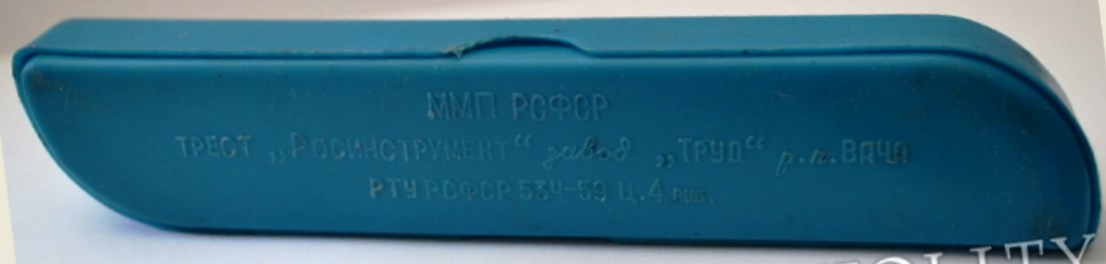 ММП РСФСР
ТРЕСТ „Росинструмент“ завод „ТРУД“ р.п.ВАЧА
РТУ РСФСР 534-59 Ц.4 руб.